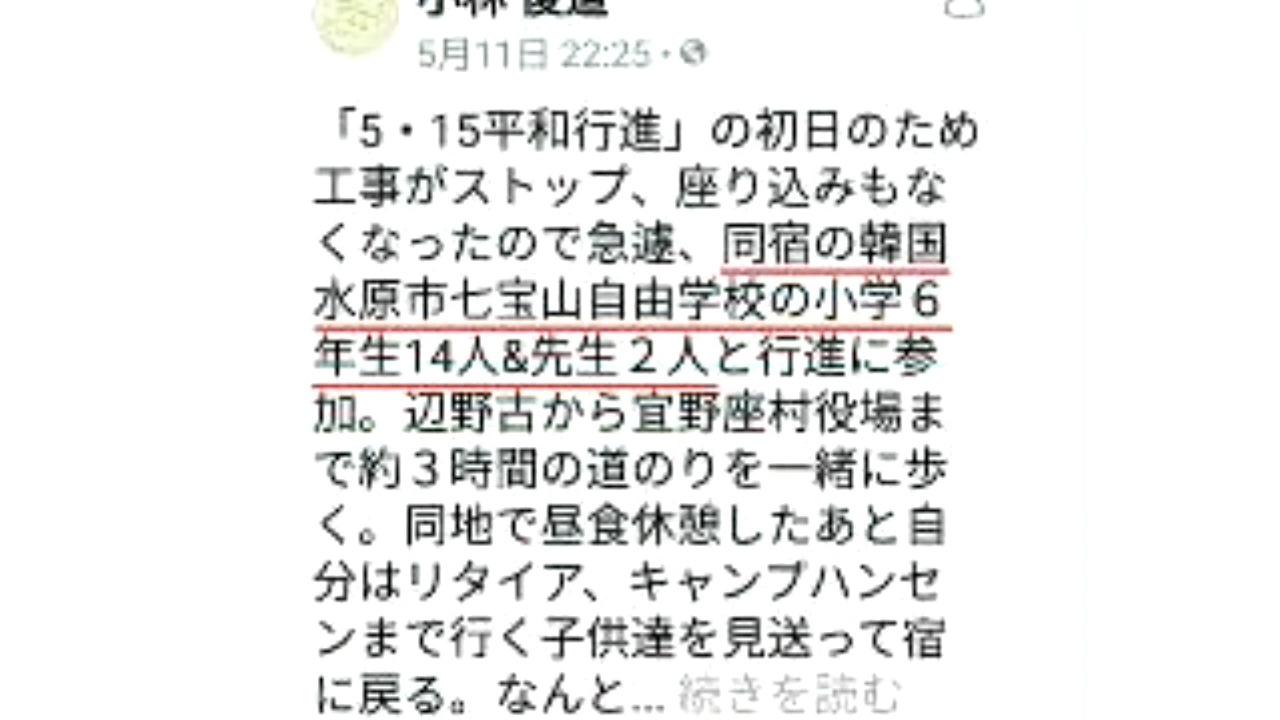 5月11日 22:25・
「5・15平和行進」の初日のため
工事がストップ、座り込みもな
くなったので急遽、同宿の韓国
水原市七宝山自由学校の小学６
年生14人&先生２人と行進に参
加。辺野古から宜野座村役場ま
で約３時間の道のりを一緒に歩
く。同地で昼食休憩したあと自
分はリタイア、キャンプハンセ
ンまで行く子供達を見送って宿
に戻る。なんと... 続きを読む